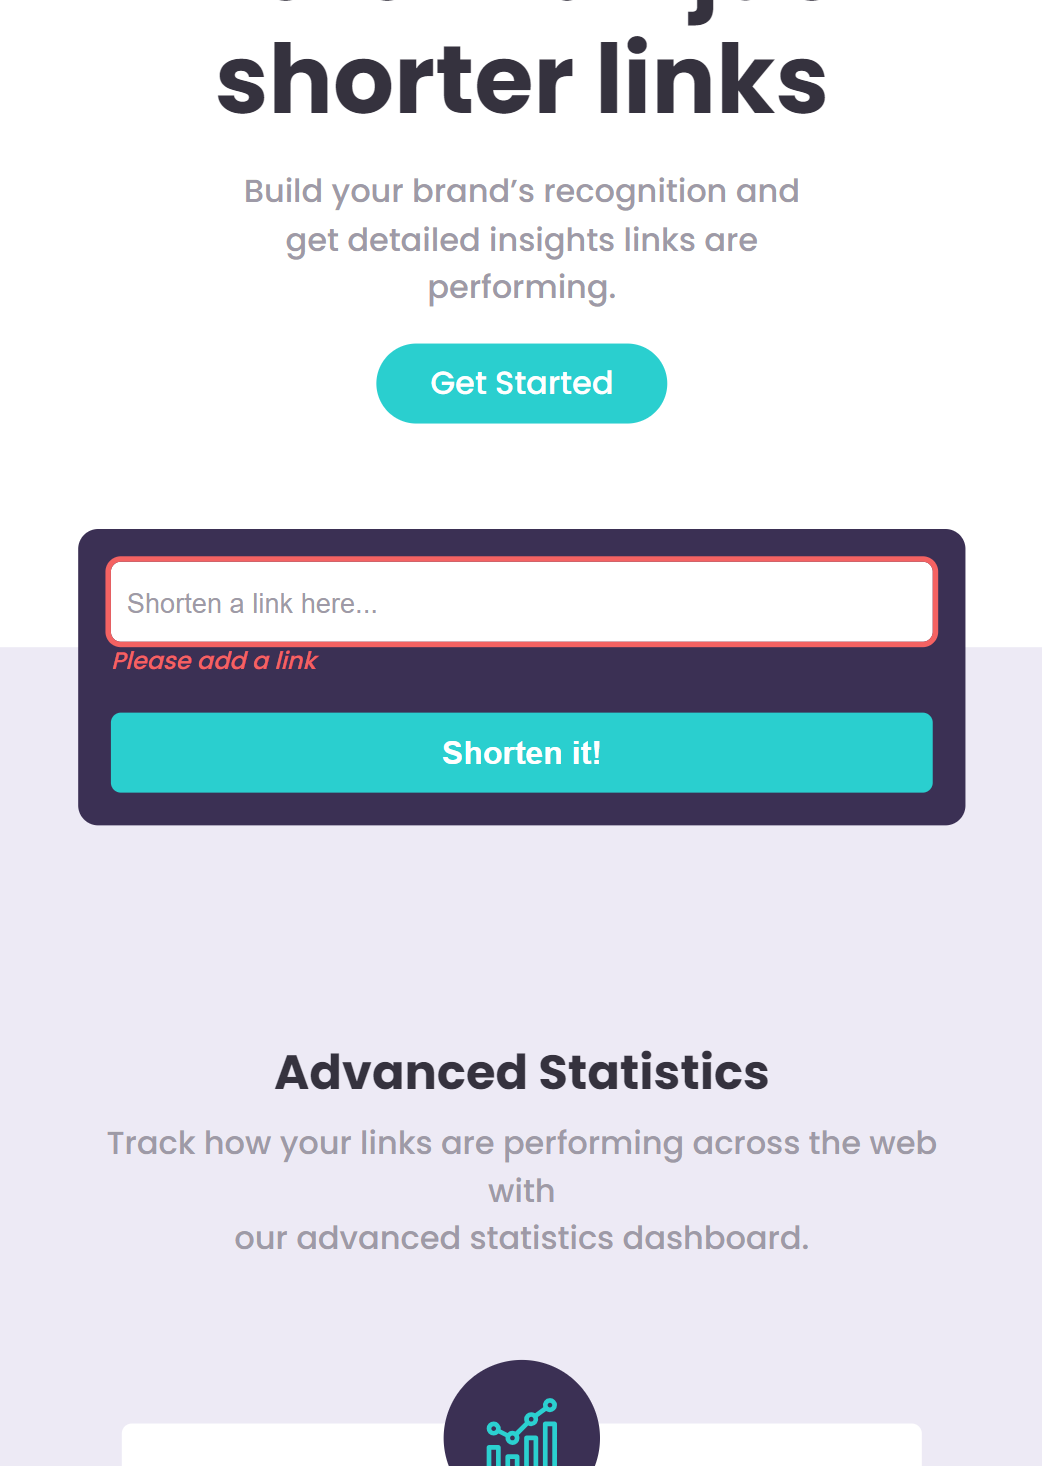 shorter links
Build your brand’s recognition and
get detailed insights links are
performing.
Get Started
Shorten a link here...
Please add a link
Shorten it!
Advanced Statistics
Track how your links are performing across the web
with
our advanced statistics dashboard.